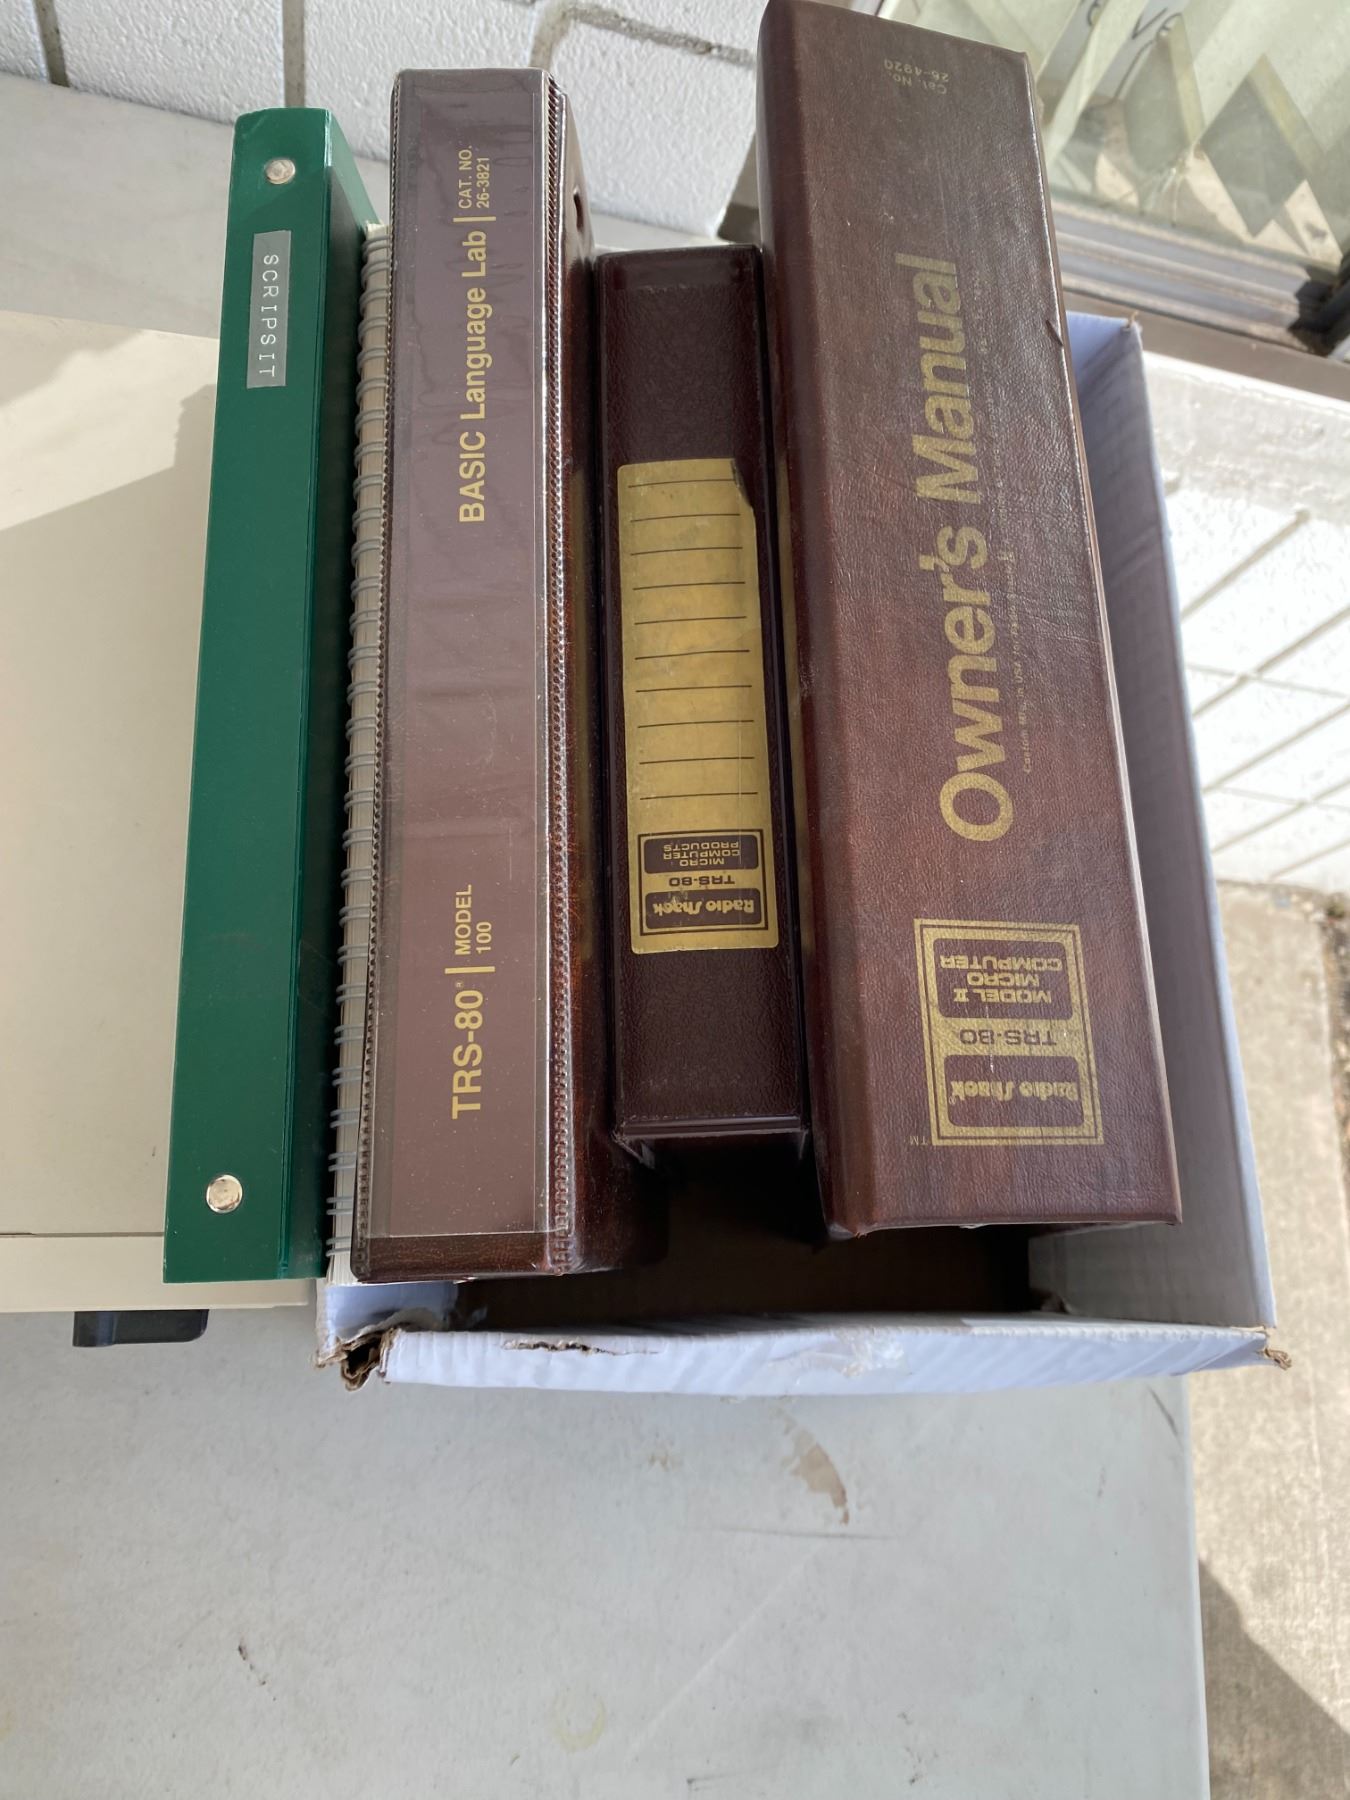 SCRIPSIT
TRS-80® | MODEL 100
BASIC Language Lab | CAT. NO. 26-3821
Radio Shack
TRS-80
MICRO
COMPUTER
PRODUCTS
Radio Shack
TRS-80
MODEL II
MICRO
COMPUTER
TM
Owner's Manual
Cat. No.
26-4920